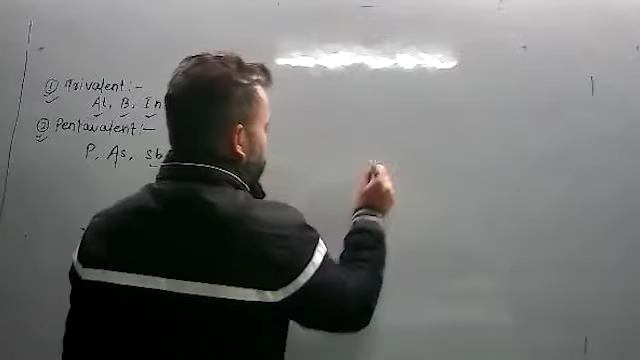 ① Trivalent:-
Al, B, In
② Pentavalent:-
P, As, Sb